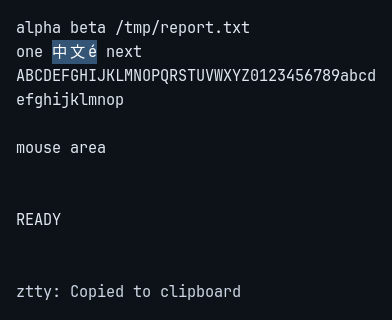 alpha beta /tmp/report.txt
one 中文é next
ABCDEFGHIJKLMNOPQRSTUVWXYZ0123456789abcd
efghijklmnop
mouse area
READY
ztty: Copied to clipboard